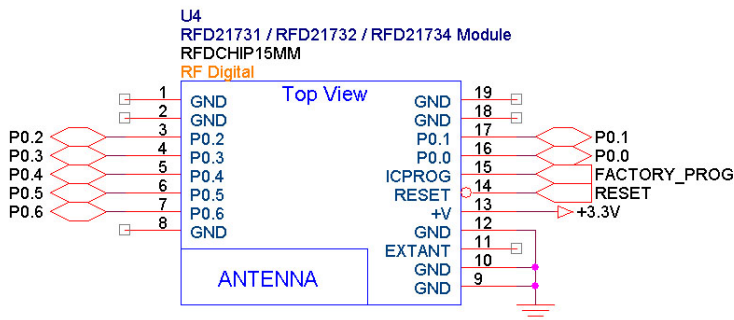 U4
RFD21731 / RFD21732 / RFD21734 Module
RFDCHIP15MM
RF Digital
Top View
1 GND GND 19
2 GND GND 18
P0.2 3 P0.2 P0.1 17 P0.1
P0.3 4 P0.3 P0.0 16 P0.0
P0.4 5 P0.4 ICPROG 15 FACTORY_PROG
P0.5 6 P0.5 RESET 14 RESET
P0.6 7 P0.6 +V 13 +3.3V
8 GND GND 12
EXTANT 11
ANTENNA GND 10
GND 9